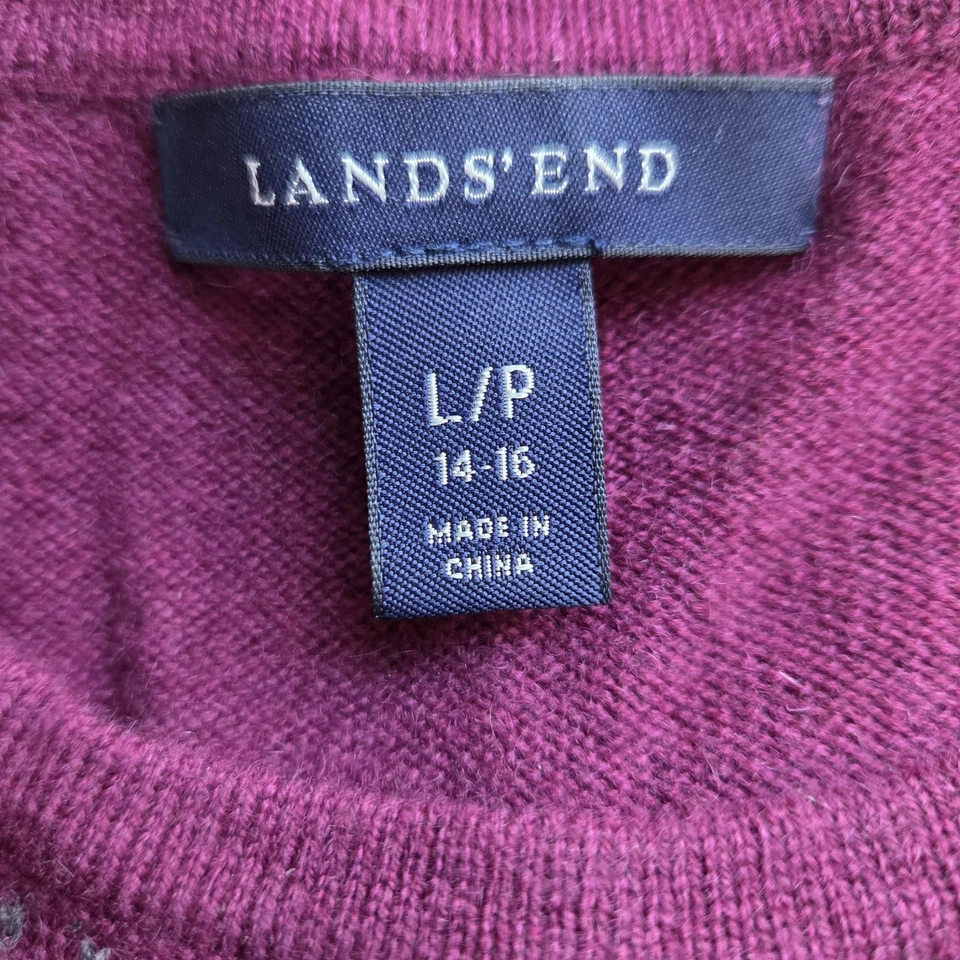 LANDS' END
L/P
14-16
MADE IN
CHINA